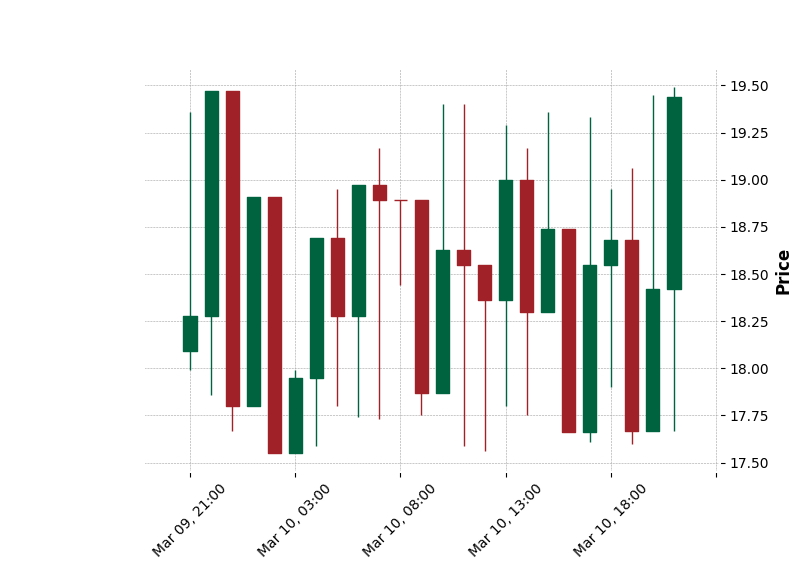 19.50
19.25
19.00
18.75
18.50
18.25
18.00
17.75
17.50
Price
Mar 09, 21:00
Mar 10, 03:00
Mar 10, 08:00
Mar 10, 13:00
Mar 10, 18:00